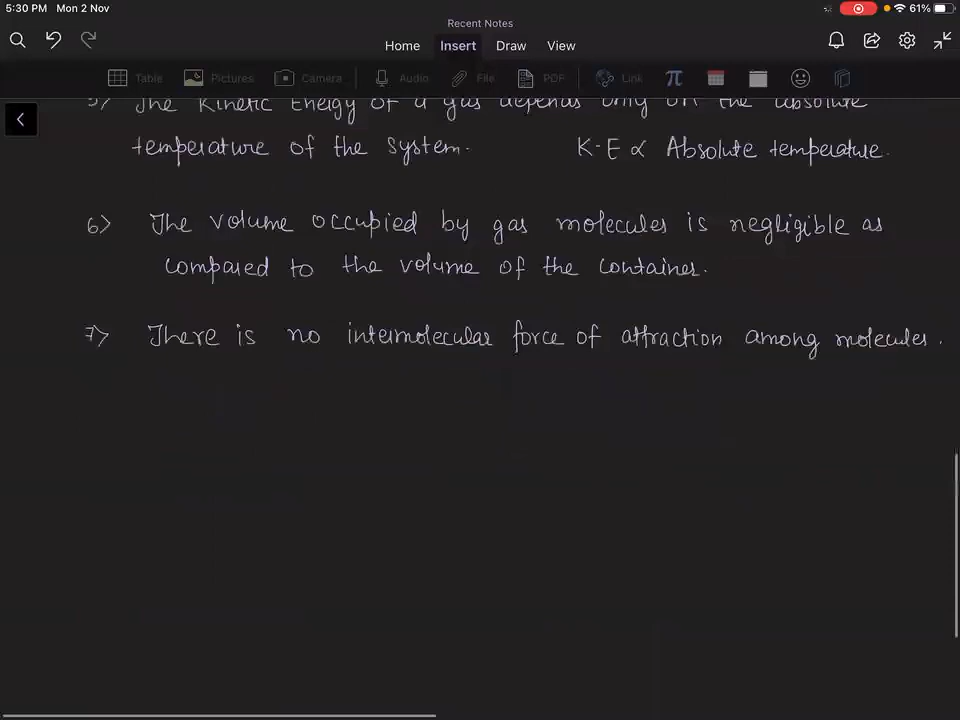 5:30 PM Mon 2 Nov
61%
Recent Notes
Home Insert Draw View
Table Pictures Camera Audio File PDF Link
5> The Kinetic Energy of a gas depends only on the absolute
temperature of the system. K.E ∝ Absolute temperature.
6> The volume occupied by gas molecules is negligible as
compared to the volume of the container.
7> There is no intermolecular force of attraction among molecules.